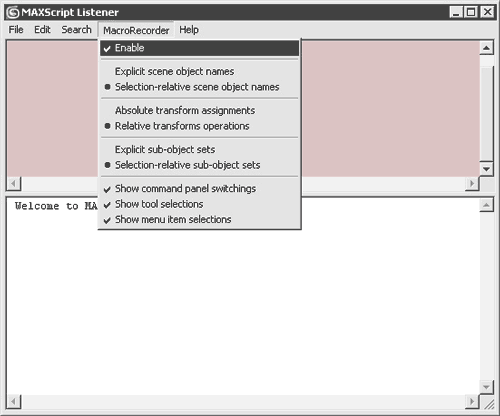 MAXScript Listener
File Edit Search MacroRecorder Help
Enable
Explicit scene object names
Selection-relative scene object names
Absolute transform assignments
Relative transforms operations
Explicit sub-object sets
Selection-relative sub-object sets
Show command panel switchings
Show tool selections
Show menu item selections
Welcome to MA